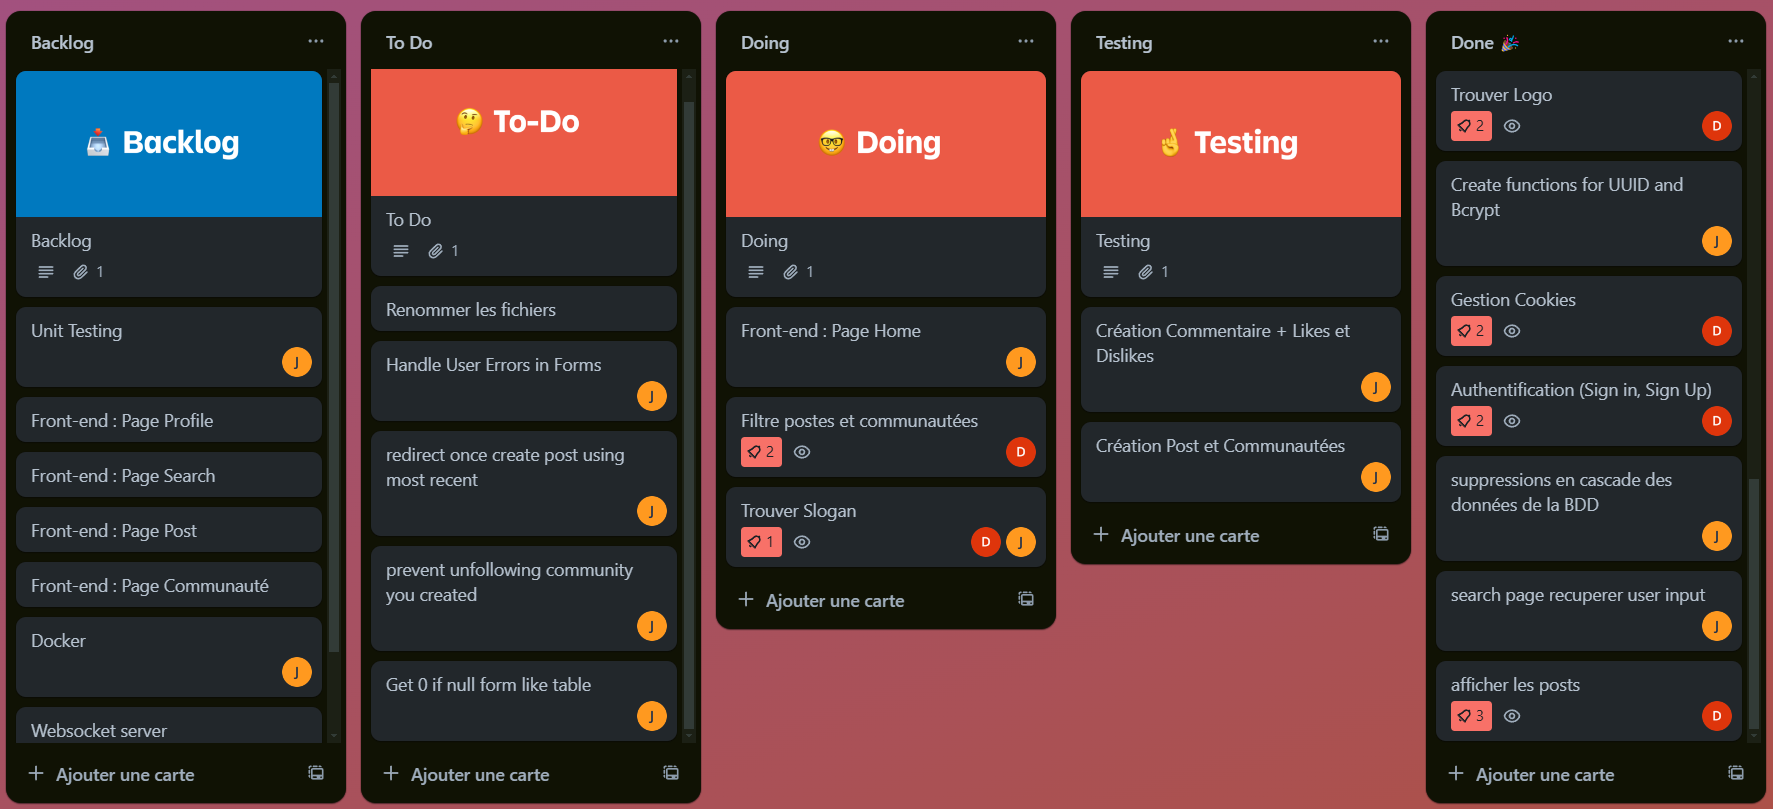 Backlog
Backlog
Backlog
1
Unit Testing
J
Front-end : Page Profile
Front-end : Page Search
Front-end : Page Post
Front-end : Page Communauté
Docker
J
Websocket server
Ajouter une carte
To Do
To-Do
To Do
1
Renommer les fichiers
Handle User Errors in Forms
J
redirect once create post using
most recent
J
prevent unfollowing community
you created
J
Get 0 if null form like table
J
Ajouter une carte
Doing
Doing
Doing
1
Front-end : Page Home
J
Filtre postes et communautées
2
D
Trouver Slogan
1
D J
Ajouter une carte
Testing
Testing
Testing
1
Création Commentaire + Likes et
Dislikes
J
Création Post et Communautées
J
Ajouter une carte
Done
Trouver Logo
2
D
Create functions for UUID and
Bcrypt
J
Gestion Cookies
2
D
Authentification (Sign in, Sign Up)
2
D
suppressions en cascade des
données de la BDD
J
search page recuperer user input
J
afficher les posts
3
D
Ajouter une carte